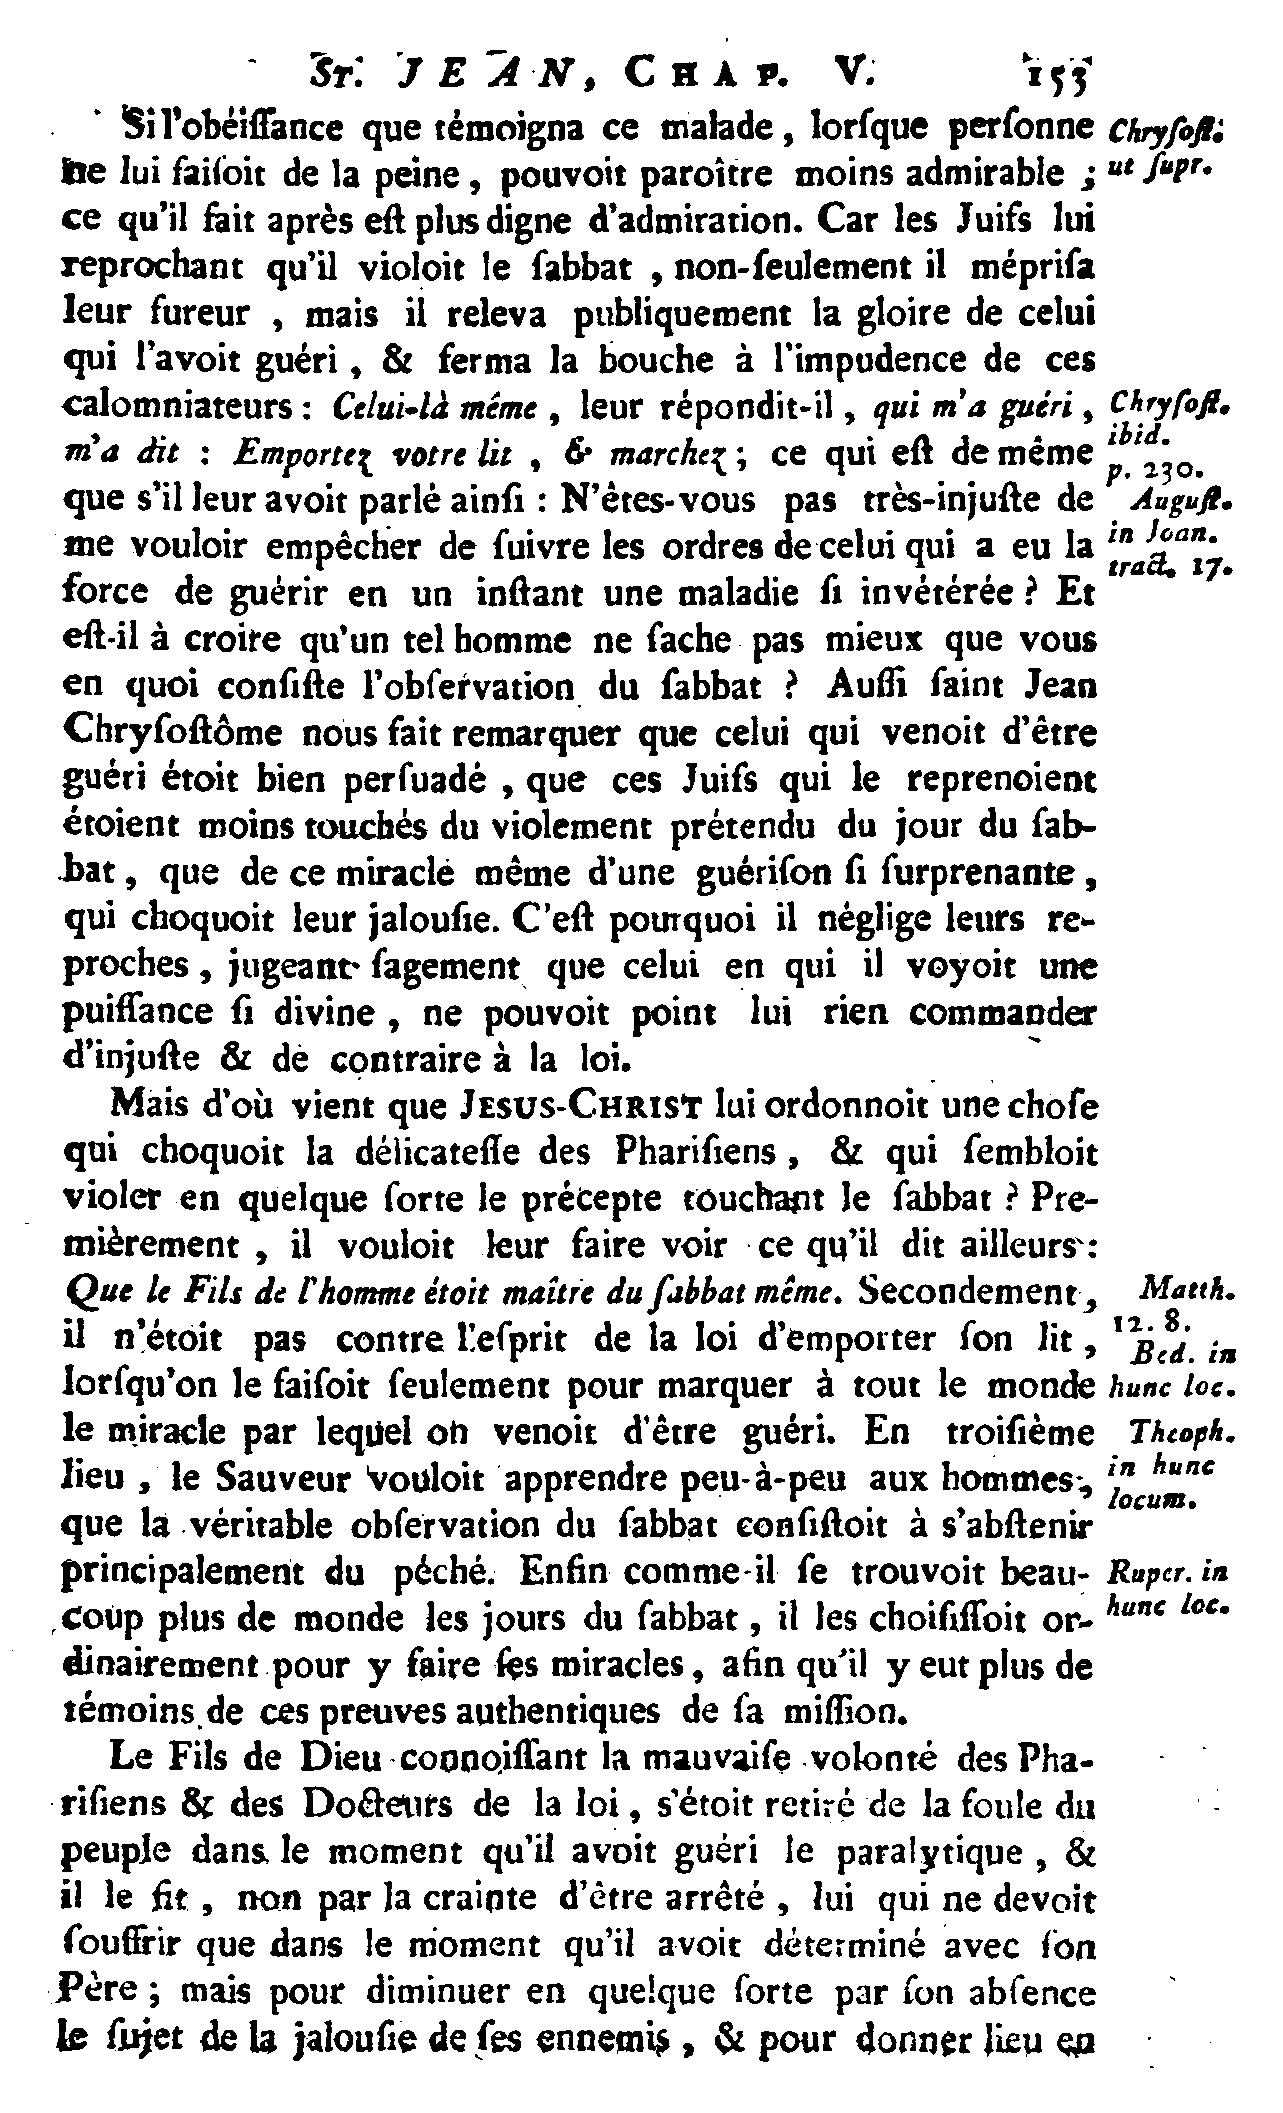 St. JEAN, CHAP. V. 153
Si l'obéiſſance que témoigna ce malade, lorſque perſonne
ne lui faiſoit de la peine, pouvoit paroître moins admirable;
ce qu'il fait après eſt plus digne d'admiration. Car les Juifs lui
reprochant qu'il violoit le ſabbat, non-ſeulement il mépriſa
leur fureur, mais il releva publiquement la gloire de celui
qui l'avoit guéri, & ferma la bouche à l'impudence de ces
calomniateurs: Celui-là même, leur répondit-il, qui m'a guéri,
m'a dit: Emportez votre lit, & marchez; ce qui eſt de même
que s'il leur avoit parlé ainſi: N'êtes-vous pas très-injuſte de
me vouloir empêcher de ſuivre les ordres de celui qui a eu la
force de guérir en un inſtant une maladie ſi invétérée? Et
eſt-il à croire qu'un tel homme ne ſache pas mieux que vous
en quoi conſiſte l'obſervation du ſabbat? Auſſi ſaint Jean
Chryſoſtôme nous fait remarquer que celui qui venoit d'être
guéri étoit bien perſuadé, que ces Juifs qui le reprenoient
étoient moins touchés du violement prétendu du jour du ſab-
bat, que de ce miracle même d'une guériſon ſi ſurprenante,
qui choquoit leur jalouſie. C'eſt pourquoi il néglige leurs re-
proches, jugeant ſagement que celui en qui il voyoit une
puiſſance ſi divine, ne pouvoit point lui rien commander
d'injuſte & de contraire à la loi.
Mais d'où vient que JESUS-CHRIST lui ordonnoit une choſe
qui choquoit la délicateſſe des Phariſiens, & qui ſembloit
violer en quelque ſorte le précepte touchant le ſabbat? Pre-
mièrement, il vouloit leur faire voir ce qu'il dit ailleurs:
Que le Fils de l'homme étoit maître du ſabbat même. Secondement,
il n'étoit pas contre l'eſprit de la loi d'emporter ſon lit,
lorſqu'on le faiſoit ſeulement pour marquer à tout le monde
le miracle par lequel on venoit d'être guéri. En troiſième
lieu, le Sauveur vouloit apprendre peu-à-peu aux hommes,
que la véritable obſervation du ſabbat conſiſtoit à s'abſtenir
principalement du péché. Enfin comme il ſe trouvoit beau-
coup plus de monde les jours du ſabbat, il les choiſiſſoit or-
dinairement pour y faire ſes miracles, afin qu'il y eut plus de
témoins de ces preuves authentiques de ſa miſſion.
Le Fils de Dieu connoiſſant la mauvaiſe volonté des Pha-
riſiens & des Docteurs de la loi, s'étoit retiré de la foule du
peuple dans le moment qu'il avoit guéri le paralytique, &
il le fit, non par la crainte d'être arrêté, lui qui ne devoit
ſouffrir que dans le moment qu'il avoit déterminé avec ſon
Père; mais pour diminuer en quelque ſorte par ſon abſence
le ſujet de la jalouſie de ſes ennemis, & pour donner lieu en
Chryſoſt.
ut ſupr.
Chryſoſt.
ibid.
p. 230.
Auguſt.
in Joan.
tract. 17.
Matth.
12. 8.
Bed. in
hunc loc.
Theoph.
in hunc
locum.
Ruper. in
hunc loc.